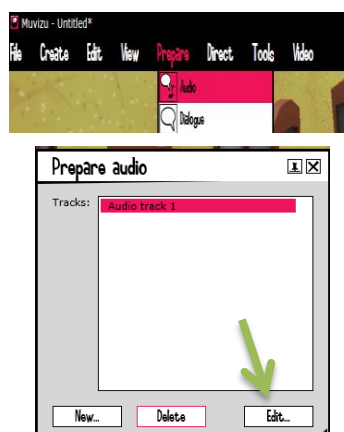 Muvizu - Untitled*
File Create Edit View Prepare Direct Tools Video
Audio
Dialogue
Prepare audio
Tracks: Audio track 1
New... Delete Edit...